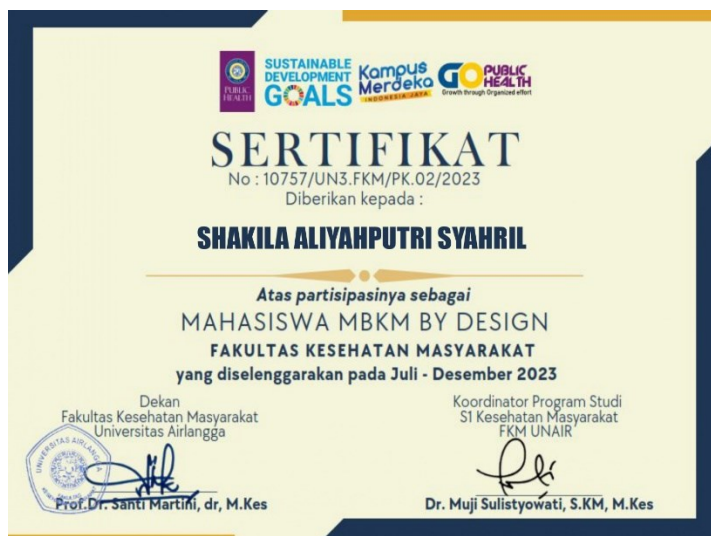 PUBLIC
HEALTH
SUSTAINABLE
DEVELOPMENT
GOALS
Kampus
Merdeka
INDONESIA JAYA
GO PUBLIC
HEALTH
Growth through Organized effort
SERTIFIKAT
No : 10757/UN3.FKM/PK.02/2023
Diberikan kepada :
SHAKILA ALIYAHPUTRI SYAHRIL
Atas partisipasinya sebagai
MAHASISWA MBKM BY DESIGN
FAKULTAS KESEHATAN MASYARAKAT
yang diselenggarakan pada Juli - Desember 2023
Dekan
Fakultas Kesehatan Masyarakat
Universitas Airlangga
UNIVERSITAS AIRLANGGA
Prof.Dr. Santi Martini, dr, M.Kes
Koordinator Program Studi
S1 Kesehatan Masyarakat
FKM UNAIR
Dr. Muji Sulistyowati, S.KM, M.Kes